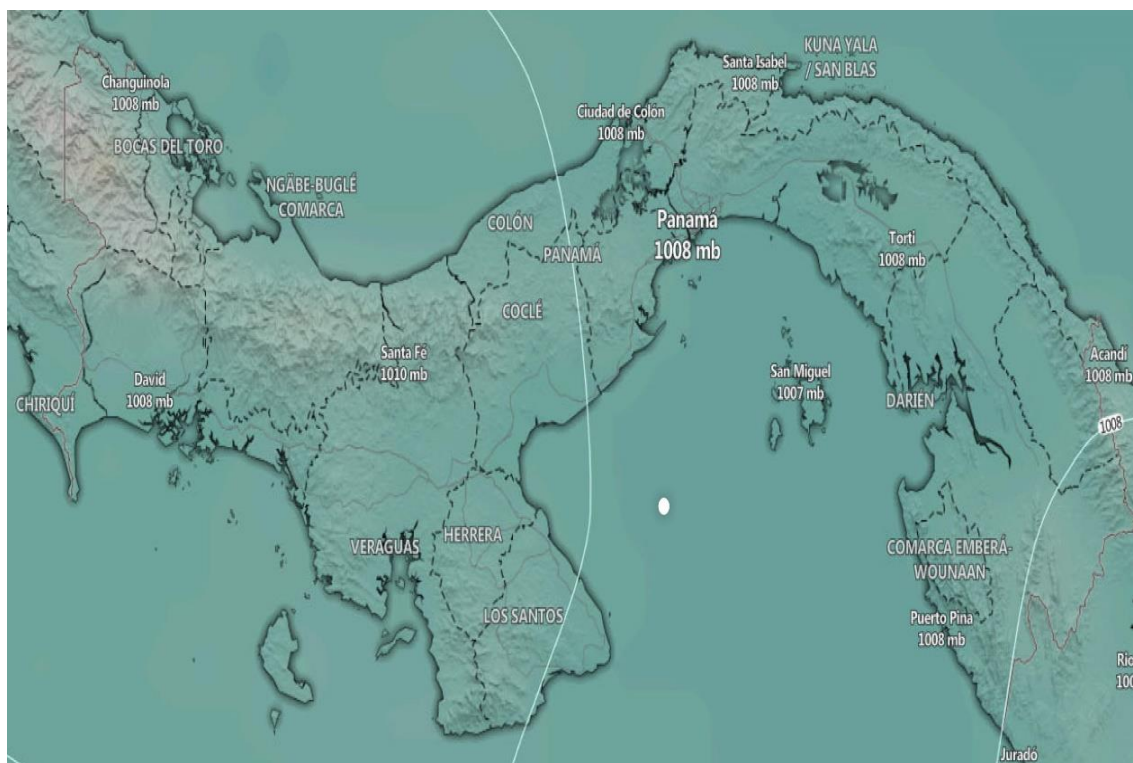 KUNA YALA
/ SAN BLAS
Santa Isabel
1008 mb
Changuinola
1008 mb
Ciudad de Colón
1008 mb
BOCAS DEL TORO
NGÄBE-BUGLÉ
COMARCA
COLÓN
Panamá
1008 mb
PANAMÁ
Torti
1008 mb
COCLÉ
Santa Fé
1010 mb
Acandí
1008 mb
David
1008 mb
San Miguel
1007 mb
CHIRIQUÍ
DARIEN
1008
HERRERA
VERAGUAS
COMARCA EMBERÁ-
WOUNAAN
LOS SANTOS
Puerto Pina
1008 mb
Juradó